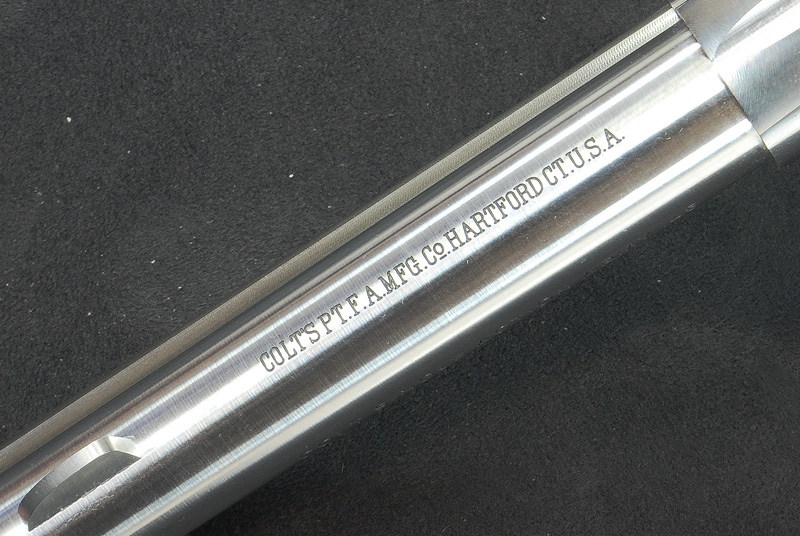 COLT'S PT. F. A. MFG. Co. HARTFORD CT. U.S.A.